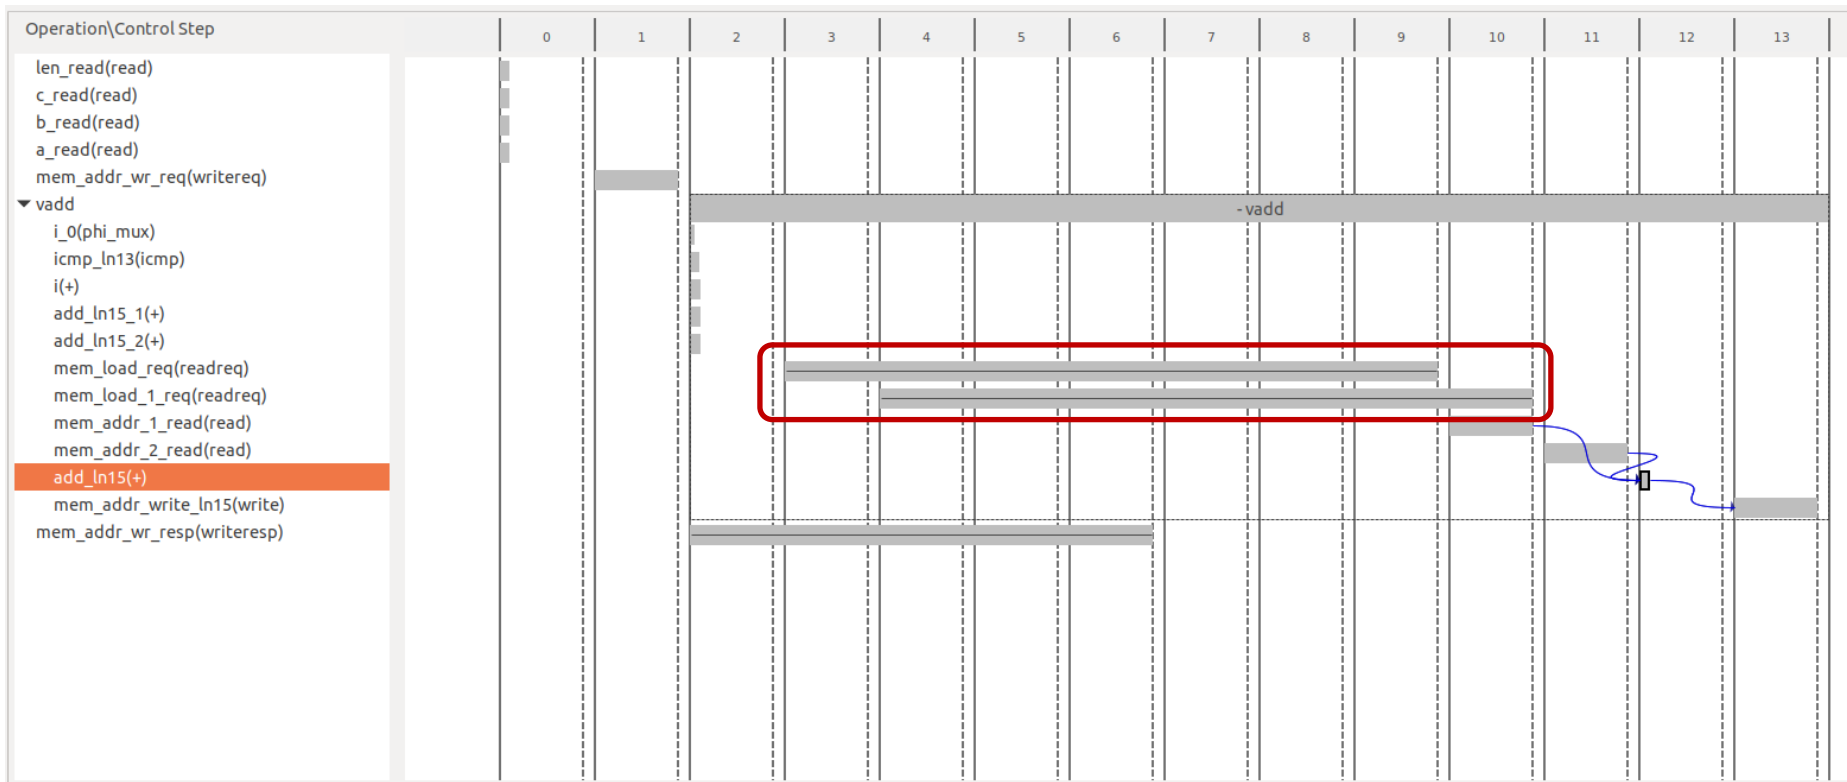 Operation\Control Step
0 1 2 3 4 5 6 7 8 9 10 11 12 13
len_read(read)
c_read(read)
b_read(read)
a_read(read)
mem_addr_wr_req(writereq)
vadd
-vadd
i_0(phi_mux)
icmp_ln13(icmp)
i(+)
add_ln15_1(+)
add_ln15_2(+)
mem_load_req(readreq)
mem_load_1_req(readreq)
mem_addr_1_read(read)
mem_addr_2_read(read)
add_ln15(+)
mem_addr_write_ln15(write)
mem_addr_wr_resp(writeresp)